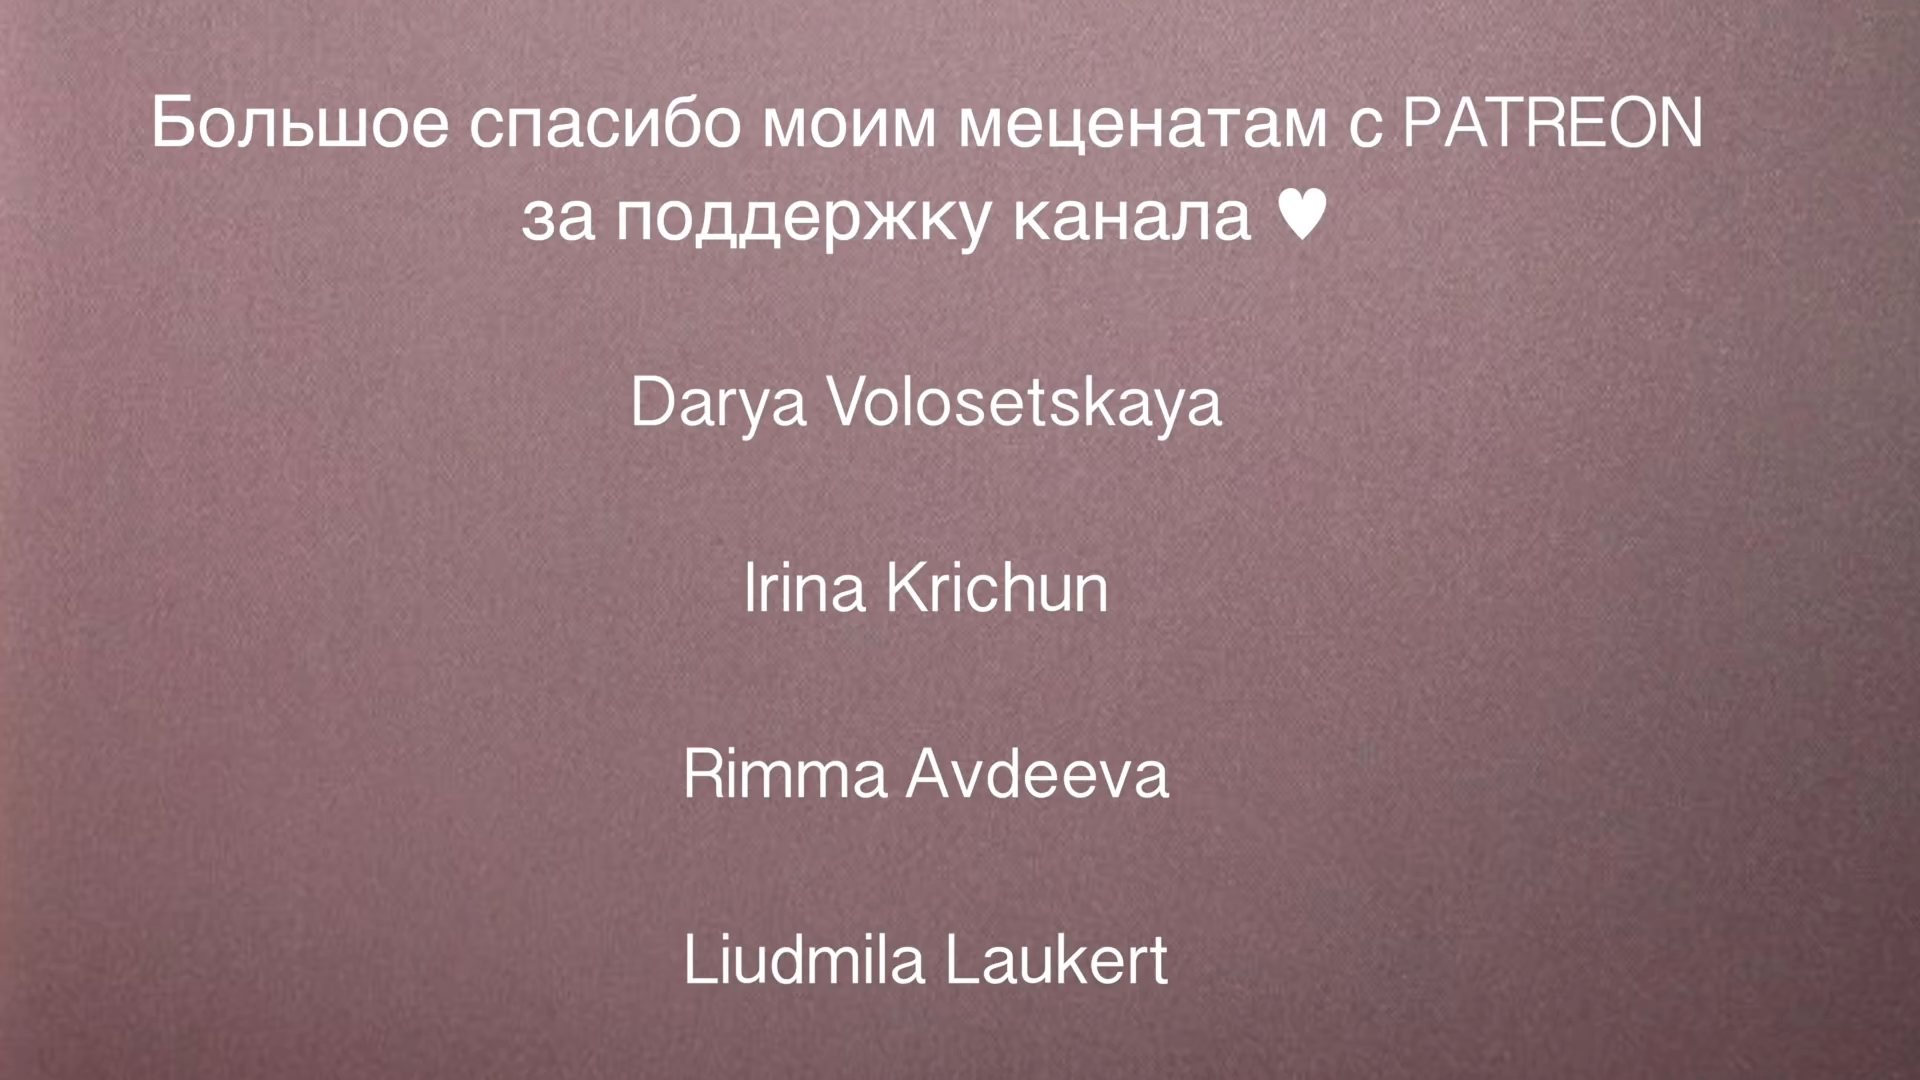 Большое спасибо моим меценатам с PATREON
за поддержку канала ♥
Darya Volosetskaya
Irina Krichun
Rimma Avdeeva
Liudmila Laukert